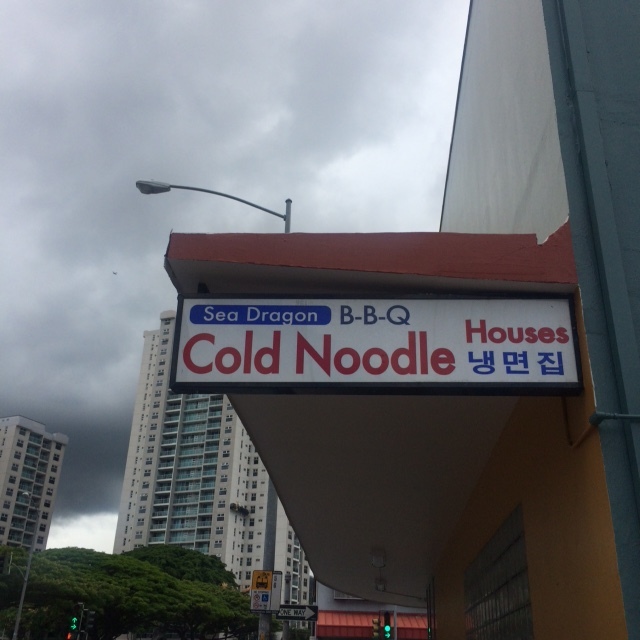 Sea Dragon B-B-Q
Cold Noodle Houses
냉면집
ONE WAY